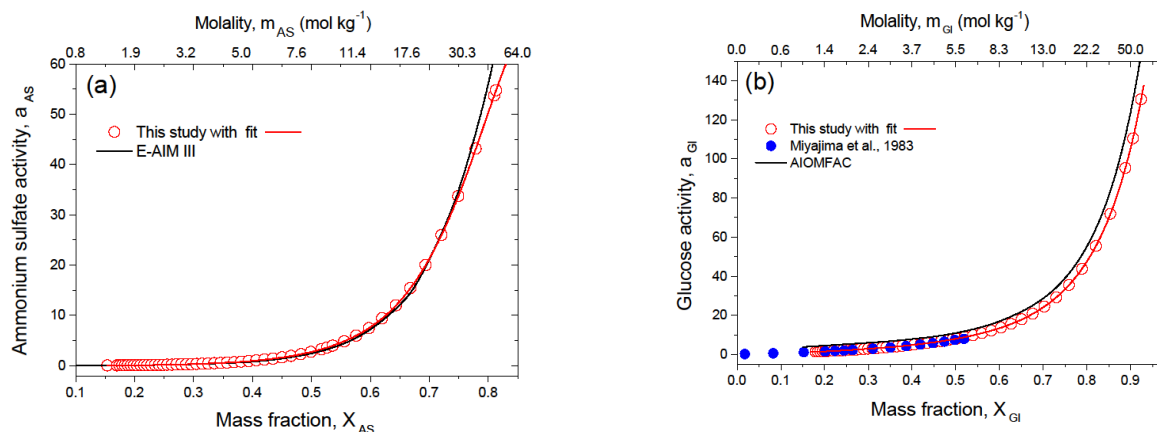 Molality, m_AS (mol kg⁻¹)
0.8 1.9 3.2 5.0 7.6 11.4 17.6 30.3 64.0
60
50
40
30
20
10
0
Ammonium sulfate activity, a_AS
(a)
This study with fit
E-AIM III
0.1 0.2 0.3 0.4 0.5 0.6 0.7 0.8
Mass fraction, X_AS
Molality, m_Gl (mol kg⁻¹)
0.0 0.6 1.4 2.4 3.7 5.5 8.3 13.0 22.2 50.0
140
120
100
80
60
40
20
0
Glucose activity, a_Gl
(b)
This study with fit
Miyajima et al., 1983
AIOMFAC
0.0 0.1 0.2 0.3 0.4 0.5 0.6 0.7 0.8 0.9
Mass fraction, X_Gl